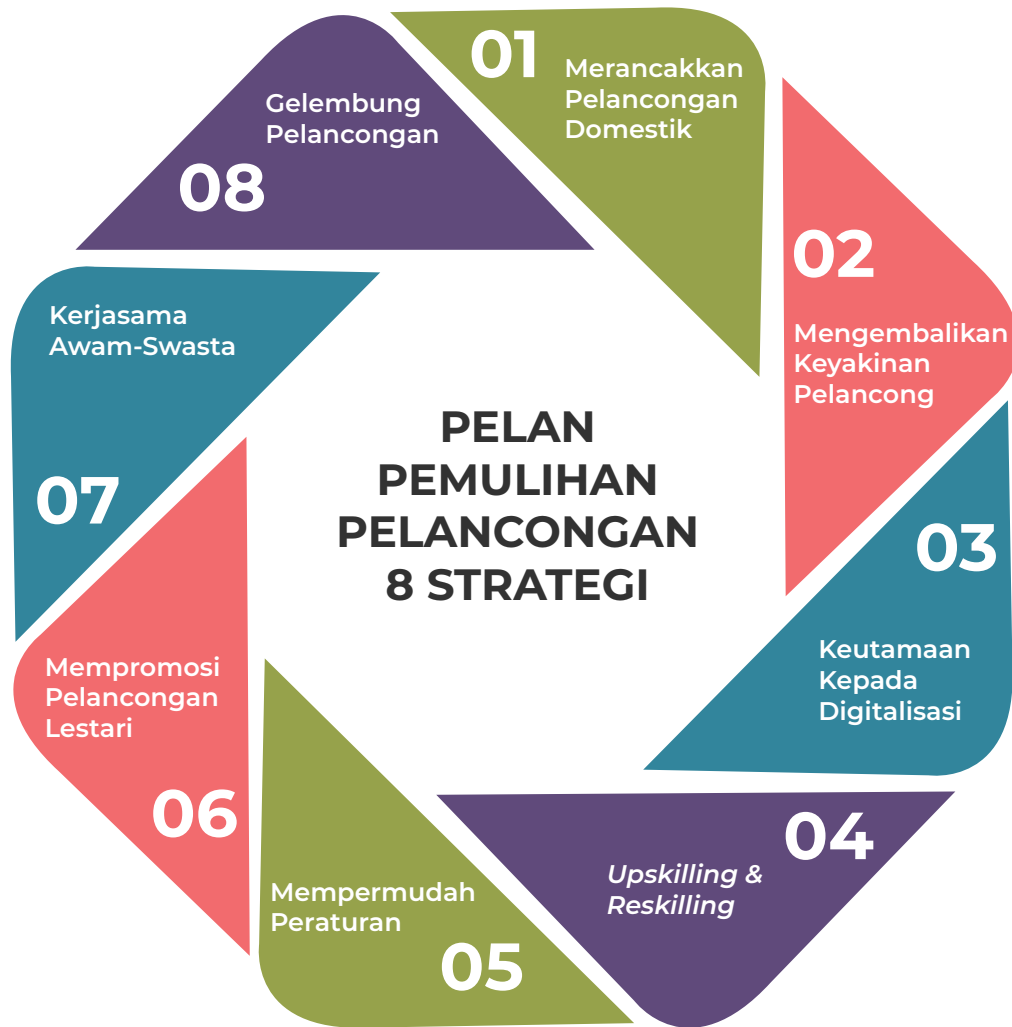 PELAN
PEMULIHAN
PELANCONGAN
8 STRATEGI
01
Merancakkan
Pelancongan
Domestik
02
Mengembalikan
Keyakinan
Pelancong
03
Keutamaan
Kepada
Digitalisasi
04
Upskilling &
Reskilling
05
Mempermudah
Peraturan
06
Mempromosi
Pelancongan
Lestari
07
Kerjasama
Awam-Swasta
08
Gelembung
Pelancongan